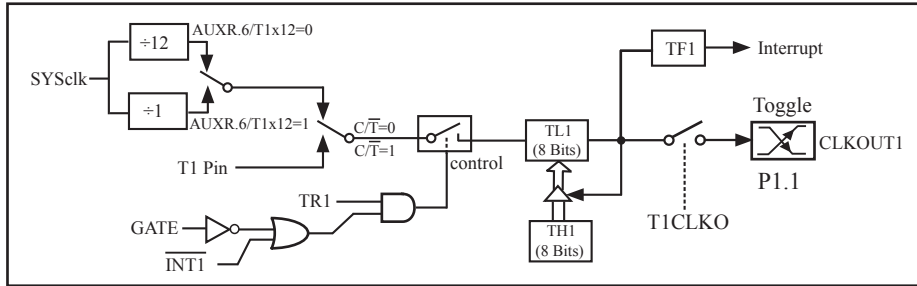 AUXR.6/T1x12=0
÷12
SYSclk
÷1
AUXR.6/T1x12=1
T1 Pin
C/T̅=0
C/T̅=1
control
TL1
(8 Bits)
TF1
Interrupt
Toggle
CLKOUT1
P1.1
T1CLKO
TR1
GATE
I̅N̅T̅1̅
TH1
(8 Bits)